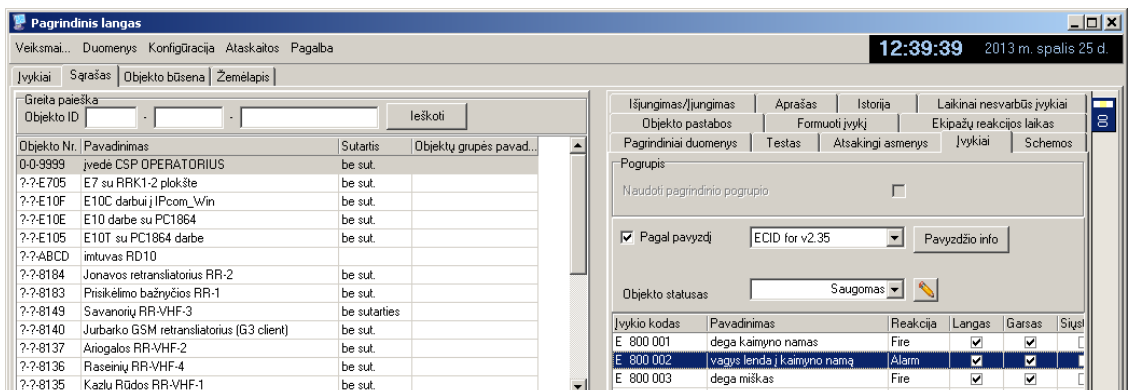 Pagrindinis langas
Veiksmai... Duomenys Konfigūracija Ataskaitos Pagalba
12:39:39 2013 m. spalis 25 d.
Įvykiai Sąrašas Objekto būsena Žemėlapis
Greita paieška
Objekto ID - - Ieškoti
Objekto Nr. Pavadinimas Sutartis Objektų grupės pavad...
0-0-9999 įvedė CSP OPERATORIUS be sut.
?-?-E705 E7 su RRK1-2 plokšte be sut.
?-?-E10F E10C darbui į IPcom_Win be sut.
?-?-E10E E10 darbe su PC1864 be sut.
?-?-E105 E10T su PC1864 darbe be sut.
?-?-ABCD imtuvas RD10
?-?-8184 Jonavos retransliatorius RR-2 be sut.
?-?-8183 Prisikėlimo bažnyčios RR-1 be sut.
?-?-8149 Savanorių RR-VHF-3 be sutarties
?-?-8140 Jurbarko GSM retransliatorius (G3 client) be sut.
?-?-8137 Ariogalos RR-VHF-2 be sut.
?-?-8136 Raseinių RR-VHF-4 be sut.
?-?-8135 Kazlu Rūdos RR-VHF-1 be sut.
Išjungimas/Įjungimas Aprašas Istorija Laikinai nesvarbūs įvykiai
Objekto pastabos Formuoti įvykį Ekipažų reakcijos laikas
Pagrindiniai duomenys Testas Atsakingi asmenys Įvykiai Schemos
Pogrupis
Naudoti pagrindinio pogrupio
Pagal pavyzdį ECID for v2.35 Pavyzdžio info
Objekto statusas Saugomas
Įvykio kodas Pavadinimas Reakcija Langas Garsas
E 800 001 dega kaimyno namas Fire
E 800 002 vagys lenda į kaimyno namą Alarm
E 800 003 dega miškas Fire